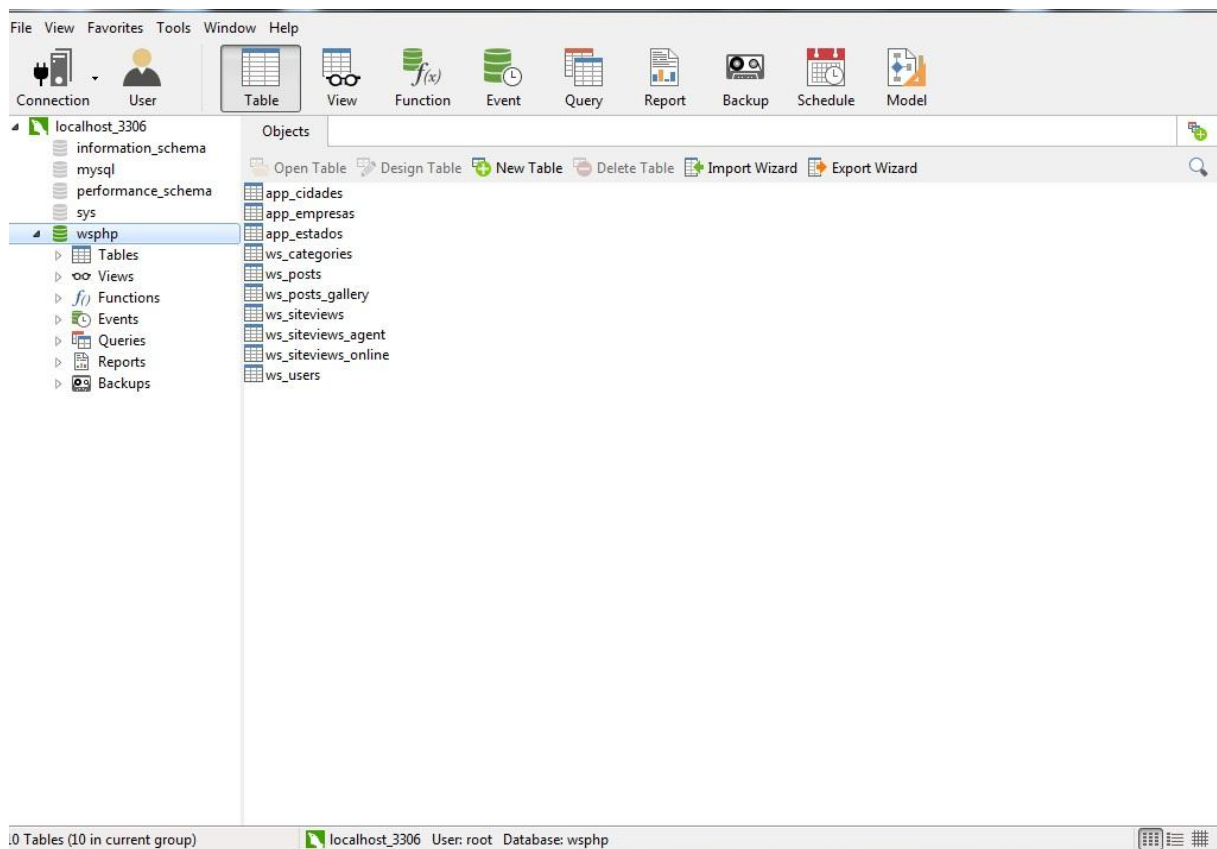 File View Favorites Tools Window Help
Connection User Table View Function Event Query Report Backup Schedule Model
f(x)
localhost_3306
information_schema
mysql
performance_schema
sys
wsphp
Tables
Views
f() Functions
Events
Queries
Reports
Backups
Objects
Open Table Design Table New Table Delete Table Import Wizard Export Wizard
app_cidades
app_empresas
app_estados
ws_categories
ws_posts
ws_posts_gallery
ws_siteviews
ws_siteviews_agent
ws_siteviews_online
ws_users
0 Tables (10 in current group) localhost_3306 User: root Database: wsphp